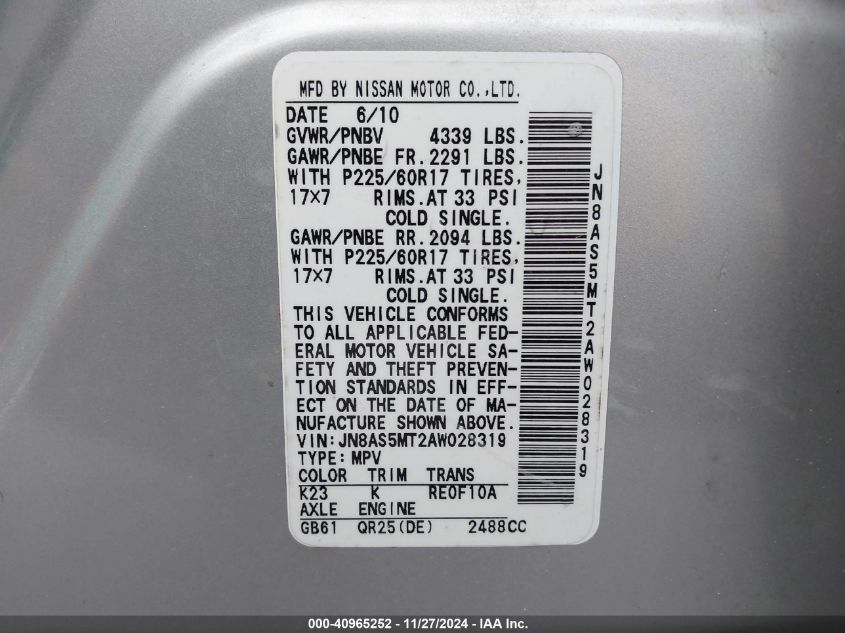 MFD BY NISSAN MOTOR CO.,LTD.
DATE 6/10
GVWR/PNBV 4339 LBS.
GAWR/PNBE FR. 2291 LBS.
WITH P225/60R17 TIRES,
17×7 RIMS. AT 33 PSI
COLD SINGLE.
GAWR/PNBE RR. 2094 LBS.
WITH P225/60R17 TIRES,
17×7 RIMS. AT 33 PSI
COLD SINGLE.
THIS VEHICLE CONFORMS
TO ALL APPLICABLE FED-
ERAL MOTOR VEHICLE SA-
FETY AND THEFT PREVEN-
TION STANDARDS IN EFF-
ECT ON THE DATE OF MA-
NUFACTURE SHOWN ABOVE.
VIN:JN8AS5MT2AW028319
TYPE:MPV
COLOR TRIM TRANS
K23 K RE0F10A
AXLE ENGINE
GB61 QR25(DE) 2488CC
JN8AS5MT2AW028319
000-40965252 - 11/27/2024 - IAA Inc.